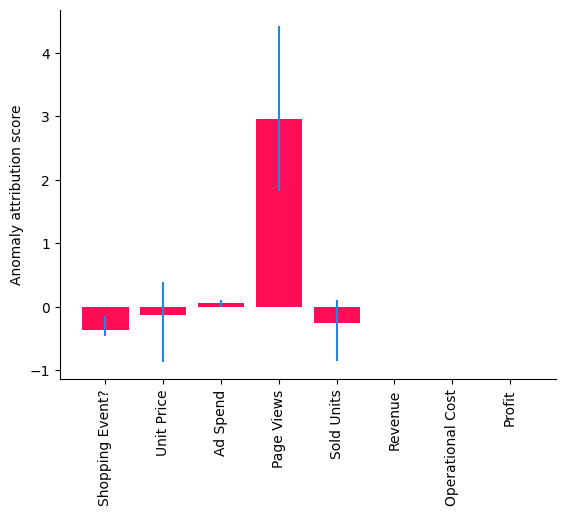 Anomaly attribution score
4
3
2
1
0
−1
Shopping Event?
Unit Price
Ad Spend
Page Views
Sold Units
Revenue
Operational Cost
Profit